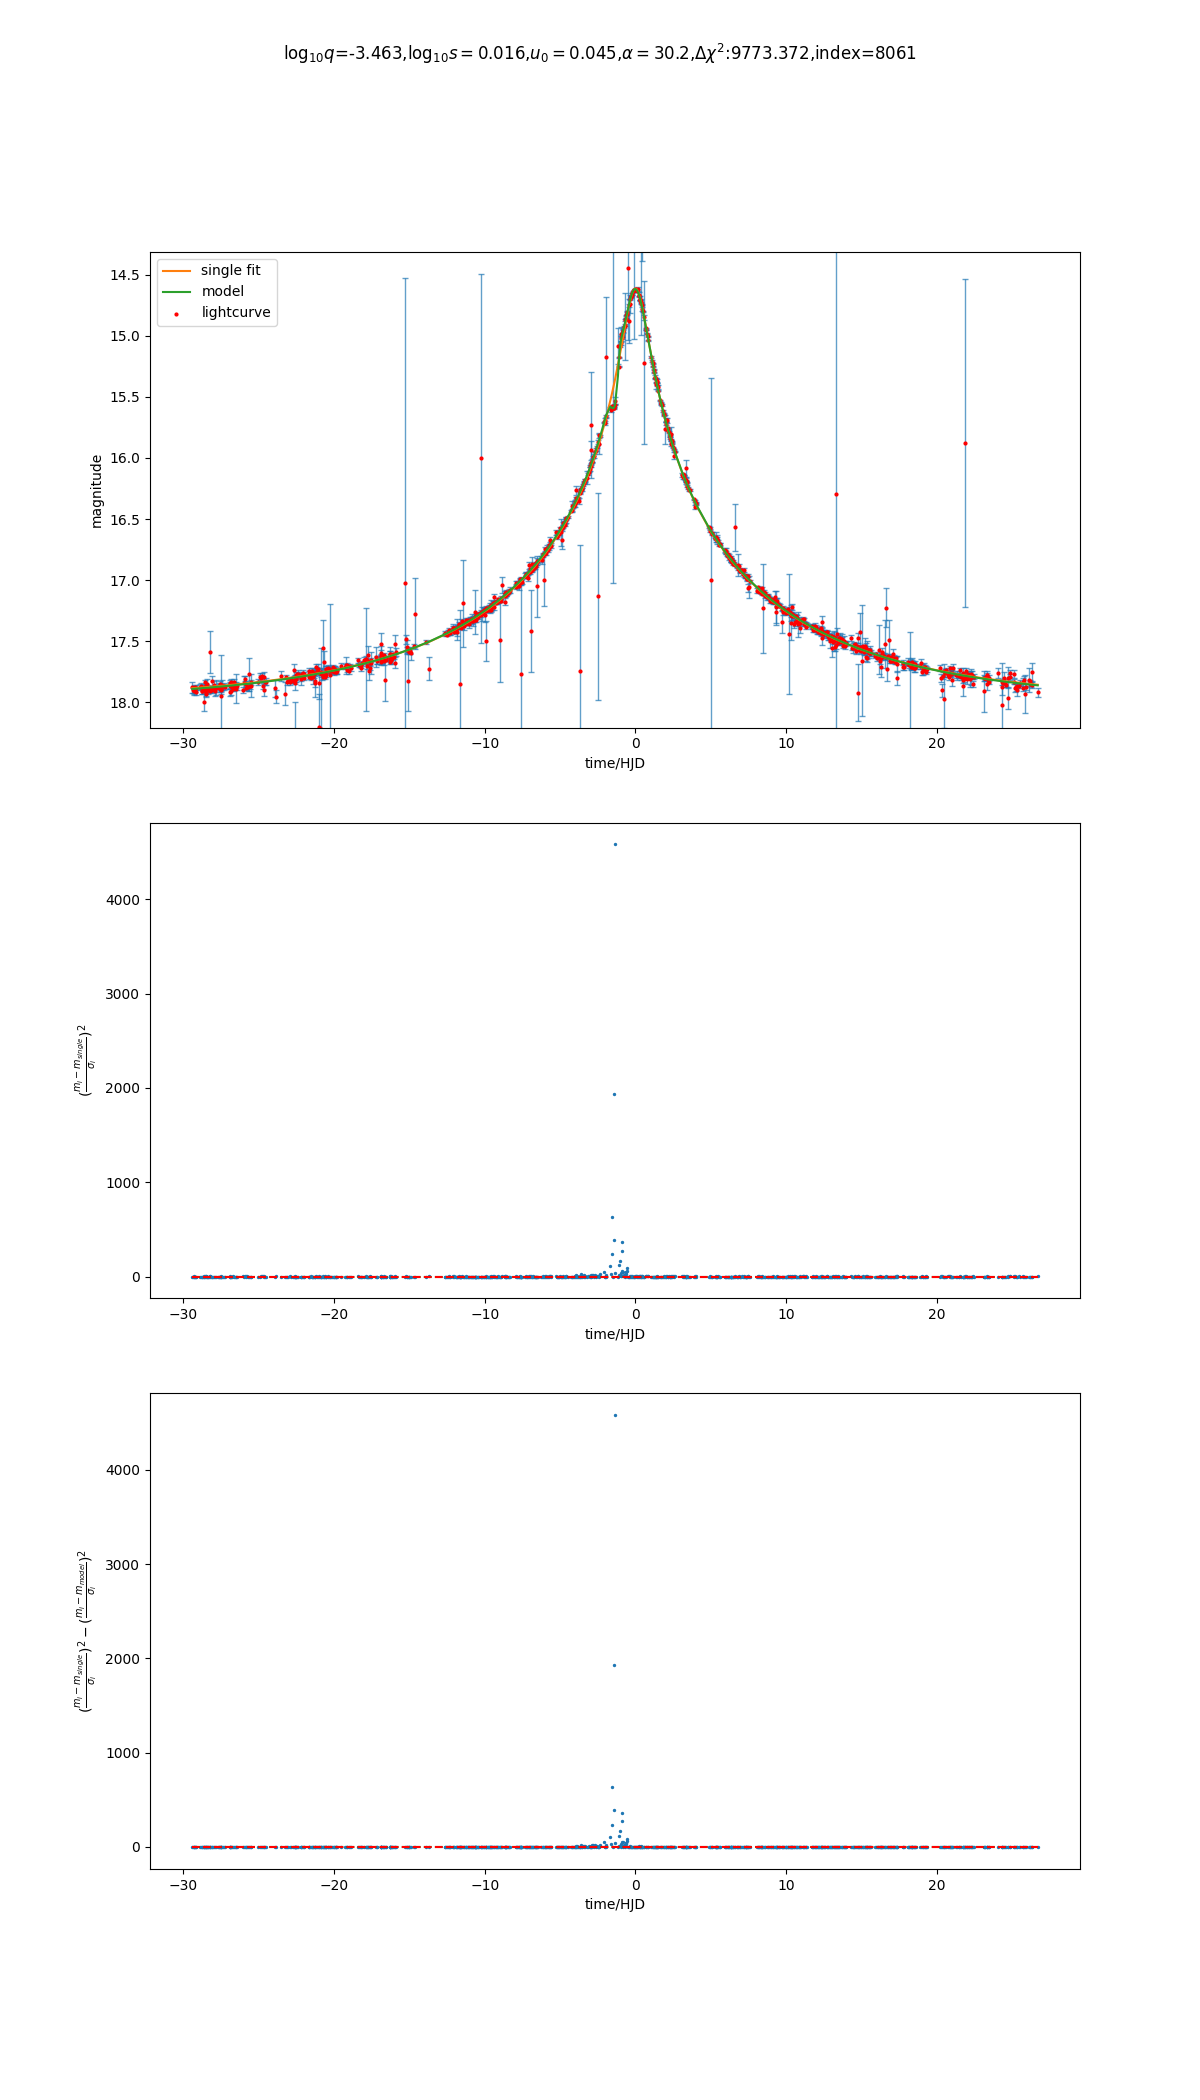 log₁₀q=-3.463,log₁₀s = 0.016,u₀ = 0.045,α = 30.2,Δχ²:9773.372,index=8061
single fit
model
lightcurve
14.5
15.0
15.5
16.0
16.5
17.0
17.5
18.0
magnitude
−30 −20 −10 0 10 20
time/HJD
4000
3000
2000
1000
0
(mᵢ − m_single / σᵢ)²
−30 −20 −10 0 10 20
time/HJD
4000
3000
2000
1000
0
(mᵢ − m_single / σᵢ)² − (mᵢ − m_model / σᵢ)²
−30 −20 −10 0 10 20
time/HJD